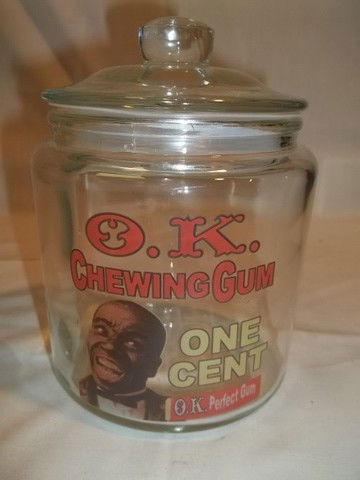 O.K.
CHEWING GUM
ONE
CENT
O.K. Perfect Gum